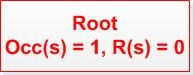 Root
Occ(s) = 1, R(s) = 0